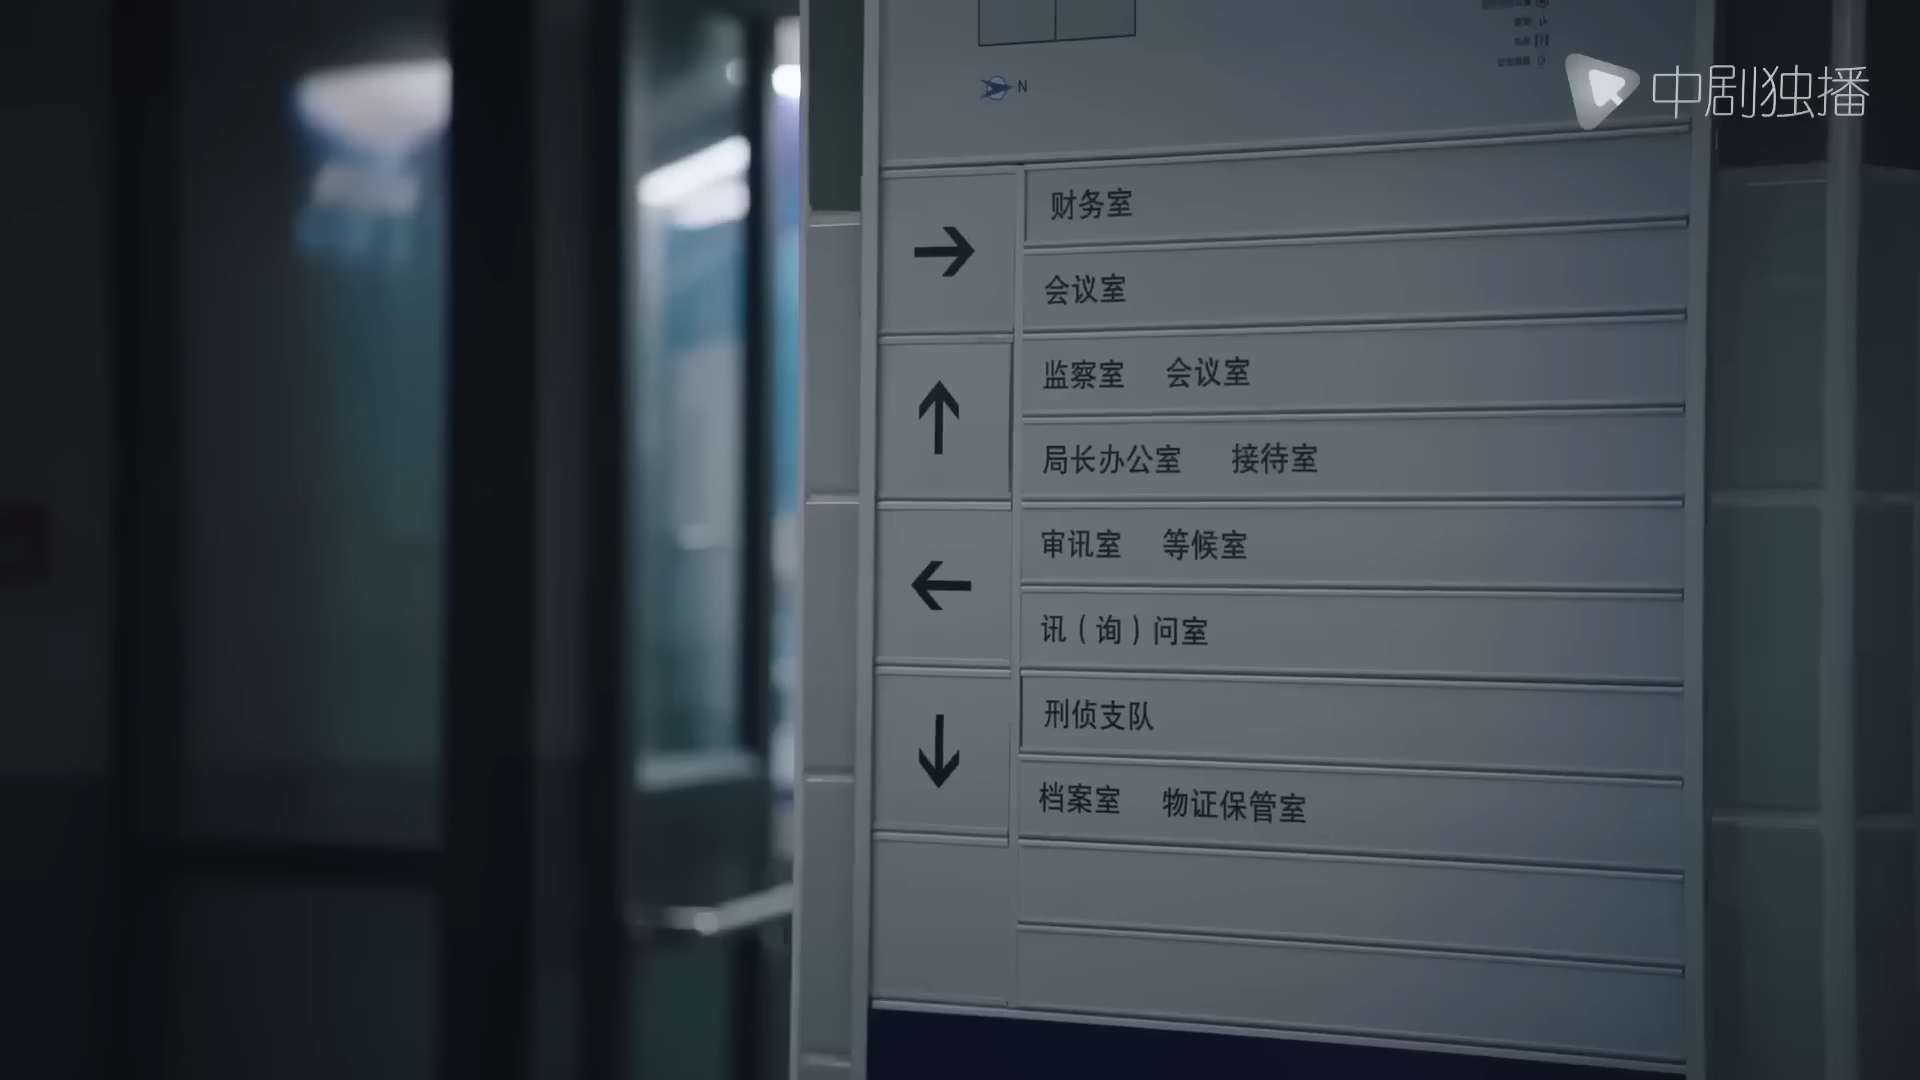 中剧独播
N
财务室
会议室
监察室 会议室
局长办公室 接待室
审讯室 等候室
讯（询）问室
刑侦支队
档案室 物证保管室